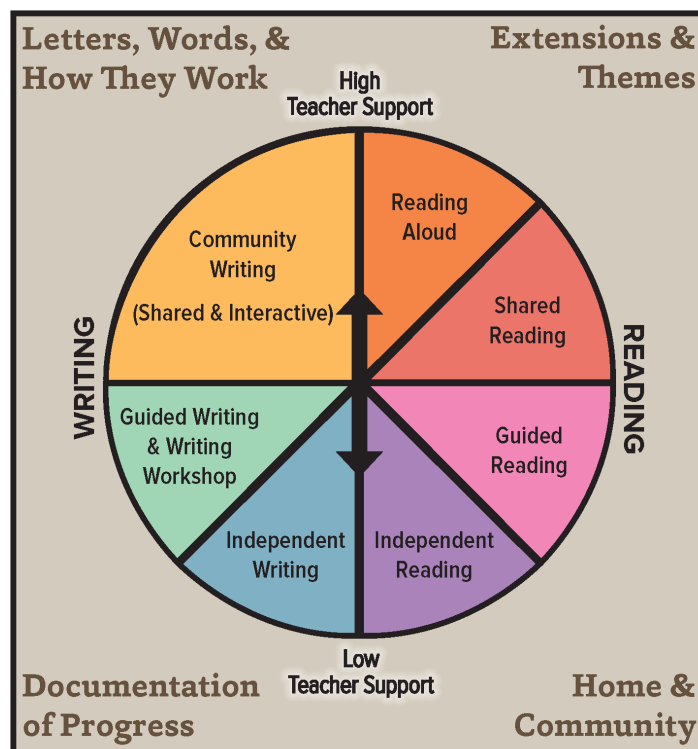 Letters, Words, &
How They Work
Extensions &
Themes
High
Teacher Support
Reading
Aloud
Community
Writing
(Shared & Interactive)
Shared
Reading
WRITING
READING
Guided Writing
& Writing
Workshop
Guided
Reading
Independent
Writing
Independent
Reading
Low
Teacher Support
Documentation
of Progress
Home &
Community